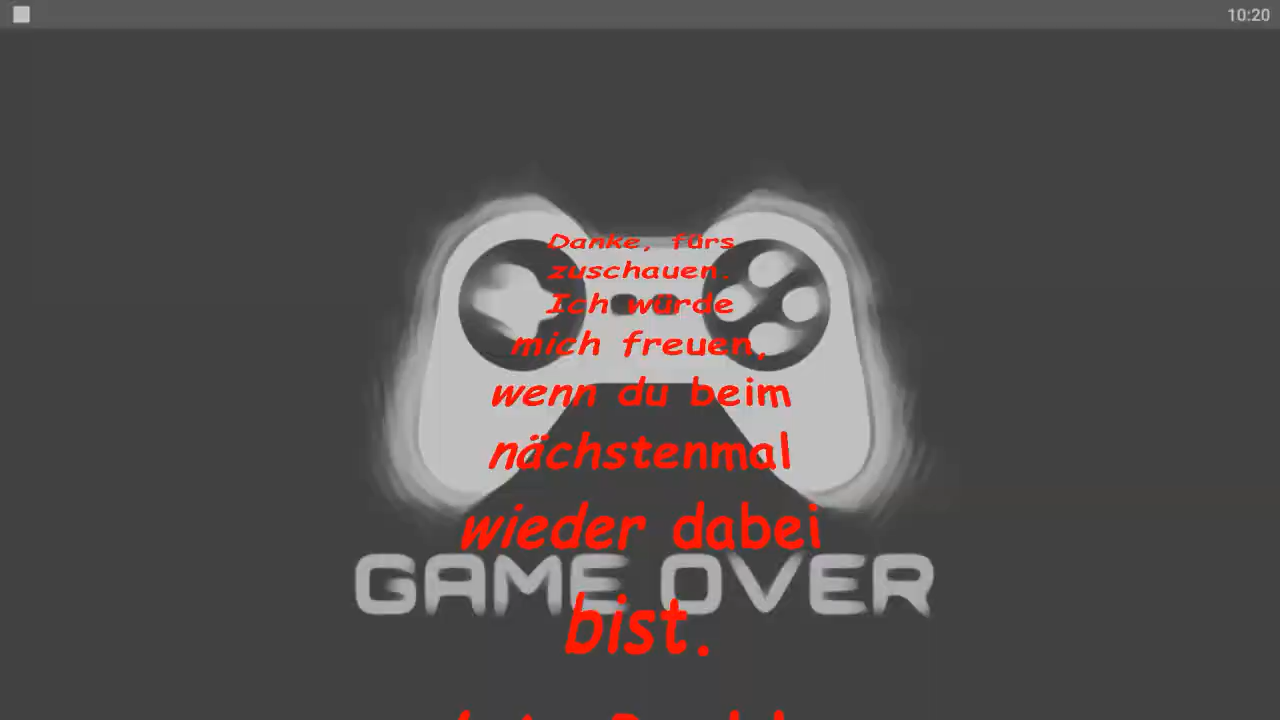 10:20
Danke, fürs
zuschauen.
Ich würde
mich freuen,
wenn du beim
nächstenmal
wieder dabei
GAME OVER
bist.